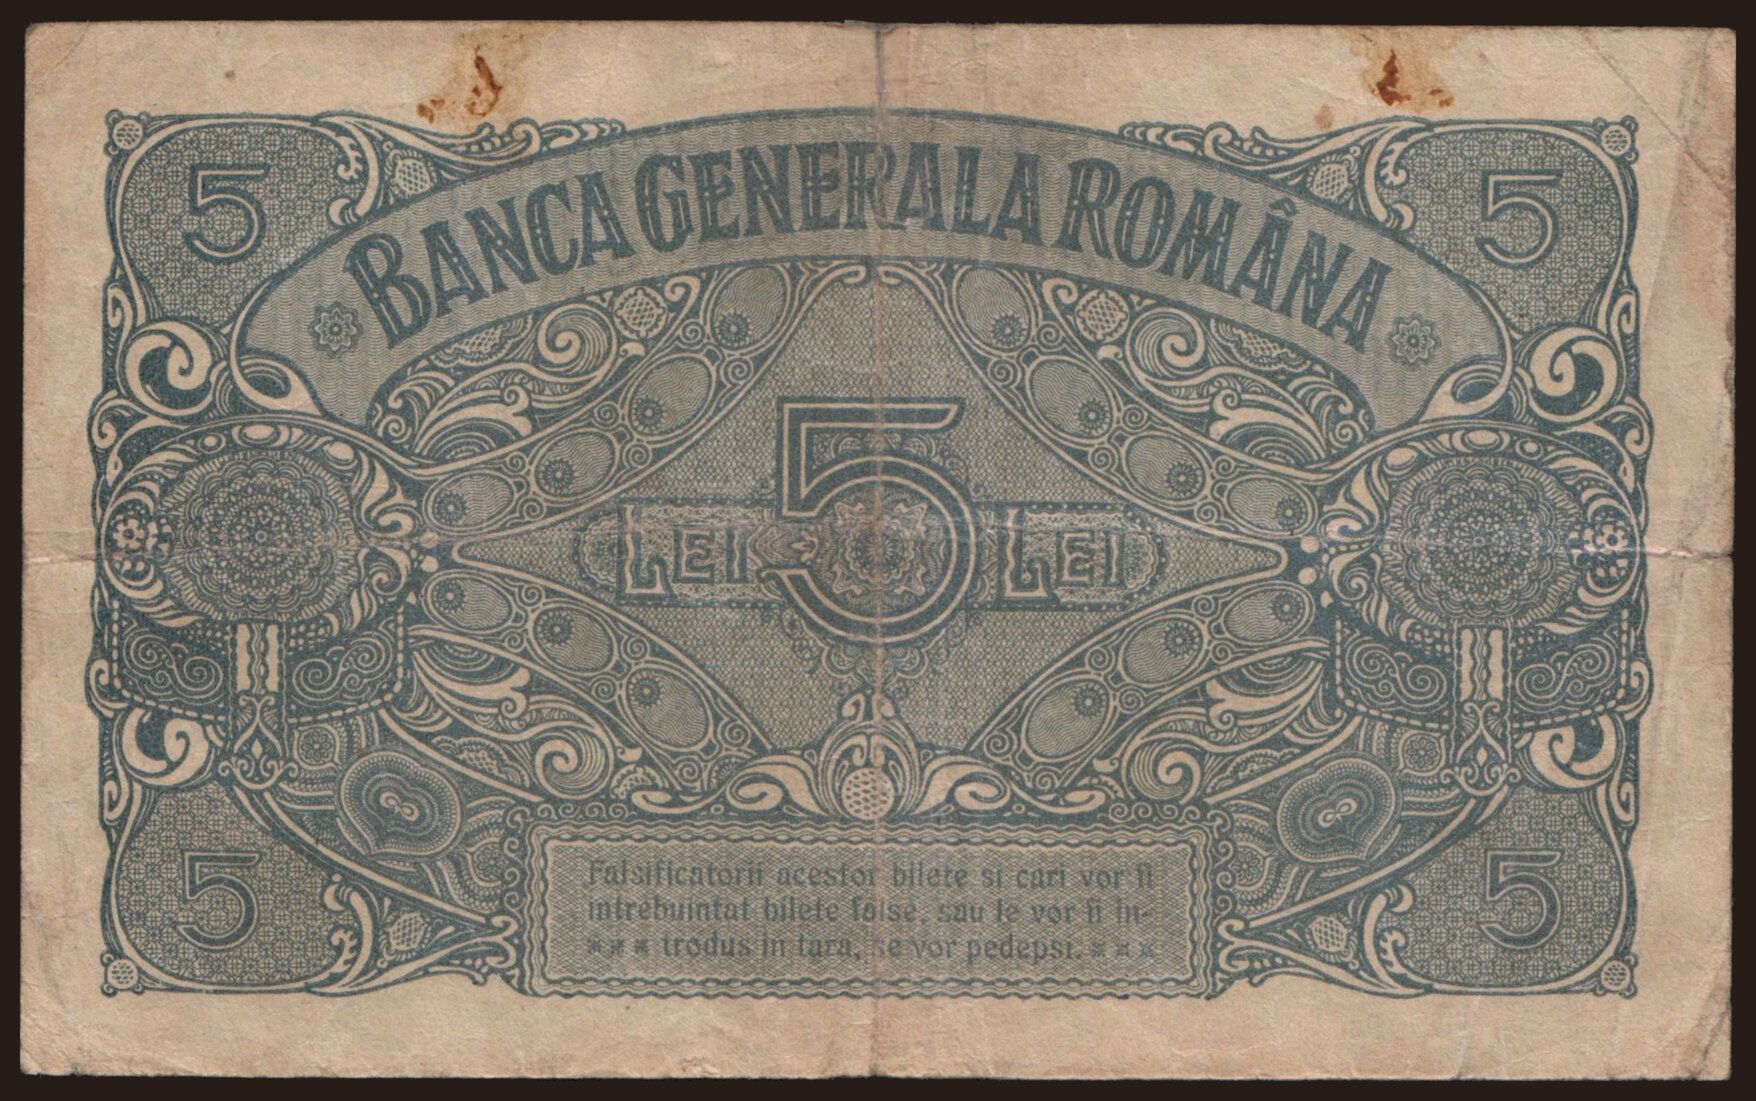 5 5
BANCA GENERALA ROMÂNA
LEI 5 LEI
Falsificatorii acestor bilete si cari vor fi
intrebuintat bilete false, sau le vor fi in-
trodus in tara, se vor pedepsi.
5 5